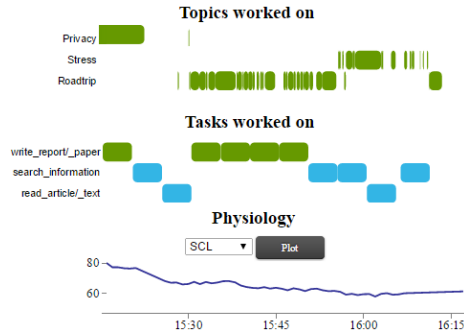 Topics worked on
Privacy
Stress
Roadtrip
Tasks worked on
write_report/_paper
search_information
read_article/_text
Physiology
SCL ▼ Plot
80
60
15:30 15:45 16:00 16:15